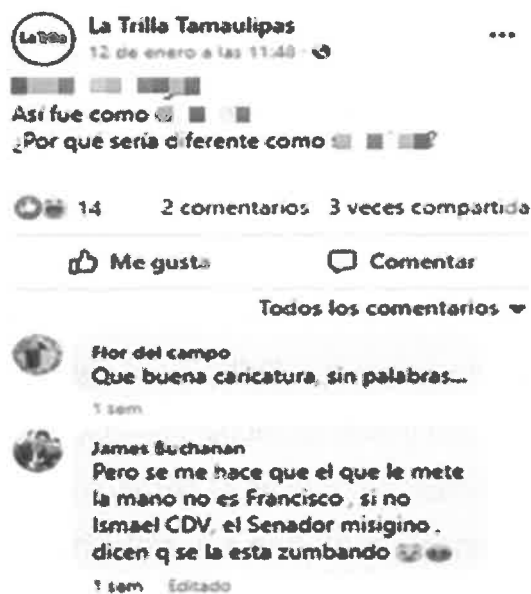 La Trilla
La Trilla Tamaulipas
12 de enero a las 11:48
Así fue como
¿Por qué sería diferente como ?
14 2 comentarios 3 veces compartida
Me gusta Comentar
Todos los comentarios
Flor del campo
Que buena caricatura, sin palabras...
1 sem
James Buchanan
Pero se me hace que el que le mete
la mano no es Francisco , si no
Ismael CDV, el Senador misigino .
dicen q se la esta zumbando
1 sem Editado